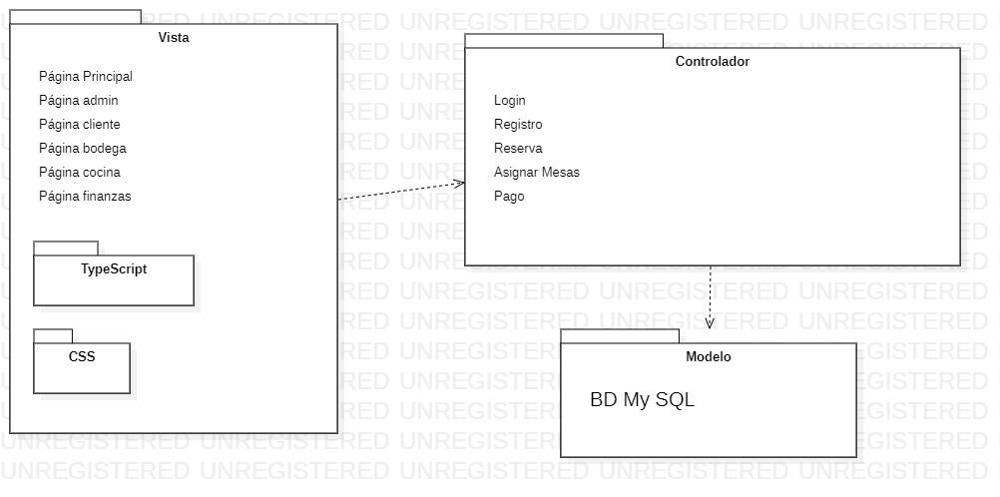 Vista
Página Principal
Página admin
Página cliente
Página bodega
Página cocina
Página finanzas
TypeScript
CSS
Controlador
Login
Registro
Reserva
Asignar Mesas
Pago
Modelo
BD My SQL
UNREGISTERED UNREGISTERED UNREGISTERED UNREGISTERED UNREGISTERED